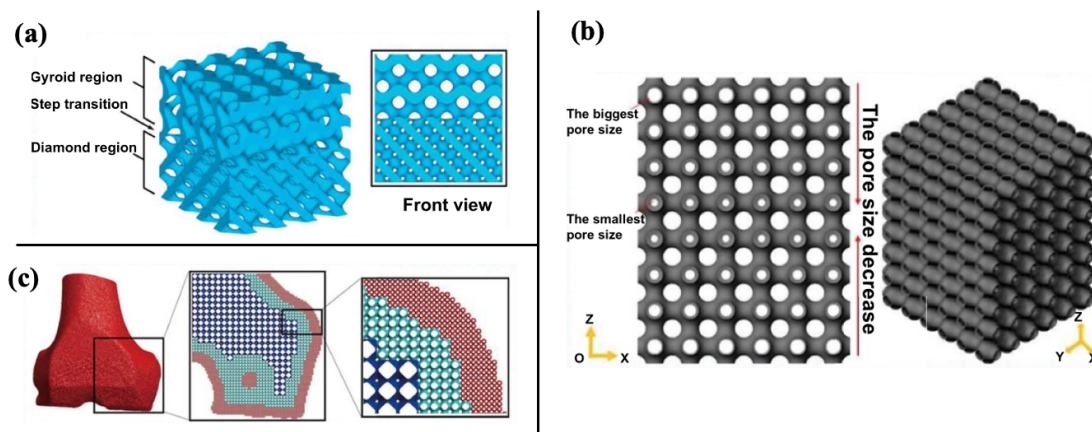 (a)
Gyroid region
Step transition
Diamond region
Front view
(b)
The biggest
pore size
The smallest
pore size
The pore size decrease
Z
O
X
Z
Y
X
(c)